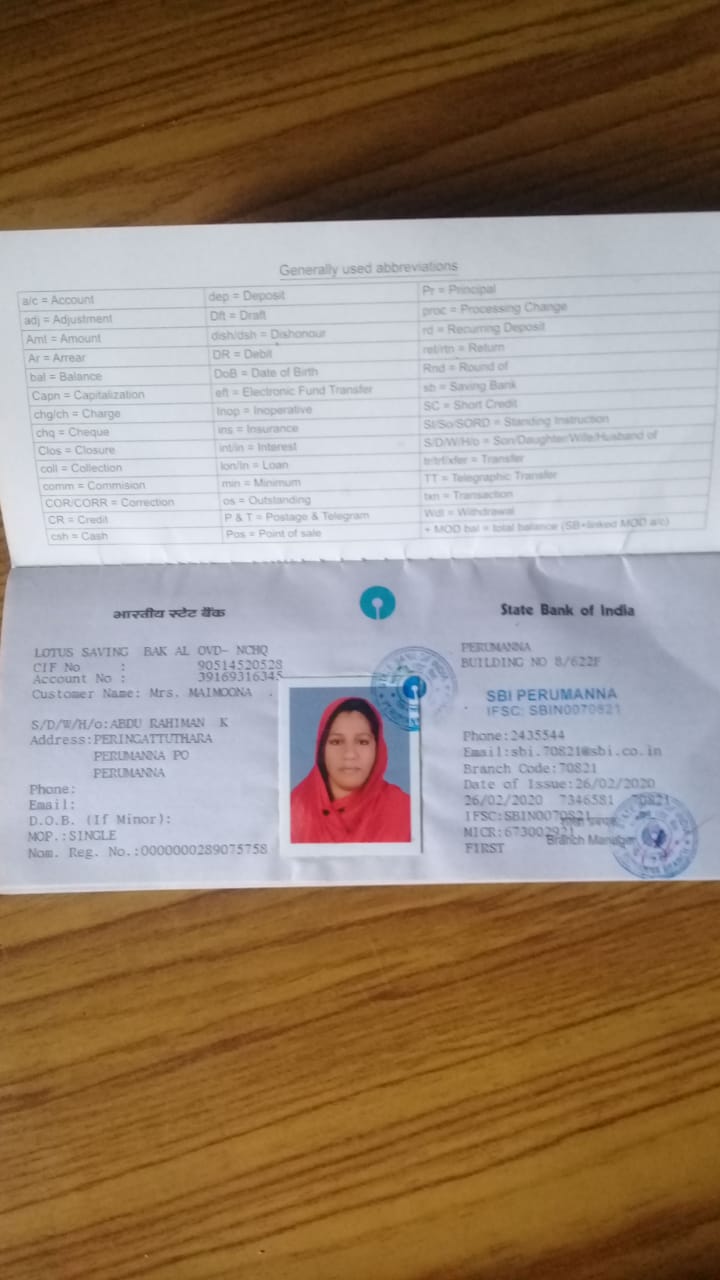 Generally used abbreviations
a/c = Account dep = Deposit Pr = Principal
adj = Adjustment Dft = Draft proc = Processing Change
Amt = Amount dish/dsh = Dishonour rd = Recurring Deposit
Ar = Arrear DR = Debit ret/rtn = Return
bal = Balance DoB = Date of Birth Rnd = Round of
Capn = Capitalization eft = Electronic Fund Transfer sb = Saving Bank
chg/ch = Charge Inop = Inoperative SC = Short Credit
chq = Cheque ins = Insurance SI/So/SORD = Standing Instruction
Clos = Closure int/in = Interest S/D/W/H/o = Son/Daughter/Wife/Husband of
coll = Collection lon/ln = Loan tr/trf/xfer = Transfer
comm = Commision min = Minimum TT = Telegraphic Transfer
COR/CORR = Correction os = Outstanding txn = Transaction
CR = Credit P & T = Postage & Telegram Wdl = Withdrawal
csh = Cash Pos = Point of sale + MOD bal = total balance (SB+linked MOD a/c)
भारतीय स्टेट बैंक State Bank of India
LOTUS SAVING BAK AL OVD- NCHQ
CIF No : 90514520528
Account No : 39169316345
Customer Name: Mrs. MAIMOONA .
S/D/W/H/o:ABDU RAHIMAN K
Address:PERINGATTUTHARA
PERUMANNA PO
PERUMANNA
Phone:
Email:
D.O.B. (If Minor):
MOP.:SINGLE
Nom. Reg. No.:0000000289075758
PERUMANNA
BUILDING NO 8/622F
SBI PERUMANNA
IFSC: SBIN0070821
Phone:2435544
Email:sbi.70821@sbi.co.in
Branch Code:70821
Date of Issue:26/02/2020
26/02/2020 7346581 70821
IFSC:SBIN0070821
MICR:673002921
Branch Manager
FIRST